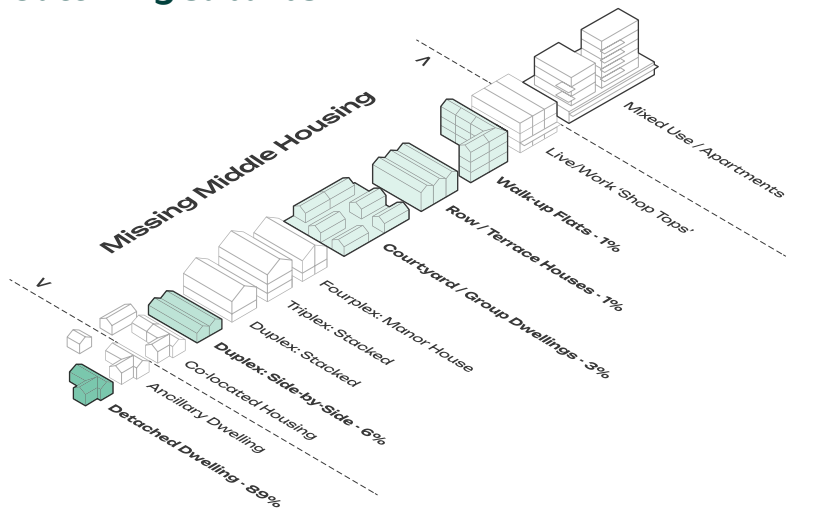 Missing Middle Housing
Mixed Use / Apartments
Live/Work 'Shop Tops'
Walk-up Flats - 1%
Row / Terrace Houses - 1%
Courtyard / Group Dwellings - 3%
Fourplex: Manor House
Triplex: Stacked
Duplex: Stacked
Duplex: Side-by-Side - 6%
Co-located Housing
Ancillary Dwelling
Detached Dwelling - 89%